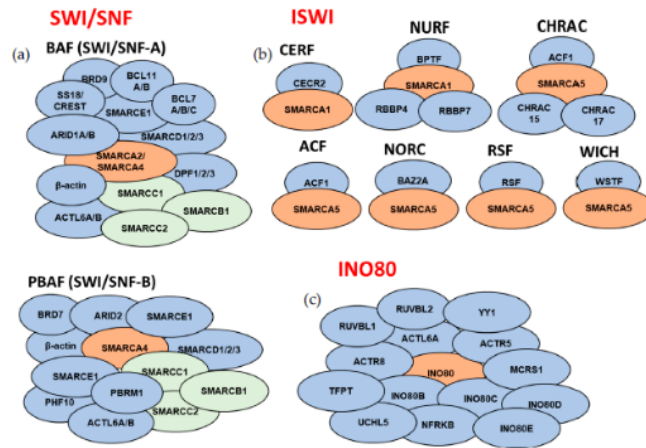 SWI/SNF
(a)
BAF (SWI/SNF-A)
BRD9
BCL11
A/B
SS18/
CREST
SMARCE1
BCL7
A/B/C
ARID1A/B
SMARCD1/2/3
SMARCA2/
SMARCA4
DPF1/2/3
β-actin
SMARCC1
ACTL6A/B
SMARCB1
SMARCC2
PBAF (SWI/SNF-B)
BRD7
ARID2
SMARCE1
β-actin
SMARCA4
SMARCD1/2/3
SMARCE1
SMARCC1
PBRM1
SMARCB1
PHF10
SMARCC2
ACTL6A/B
ISWI
(b)
CERF
CECR2
SMARCA1
NURF
BPTF
SMARCA1
RBBP4
RBBP7
CHRAC
ACF1
SMARCA5
CHRAC
15
CHRAC
17
ACF
ACF1
SMARCA5
NORC
BAZ2A
SMARCA5
RSF
RSF
SMARCA5
WICH
WSTF
SMARCA5
INO80
(c)
RUVBL2
YY1
RUVBL1
ACTL6A
ACTR5
ACTR8
INO80
MCRS1
TFPT
INO80B
INO80C
INO80D
UCHL5
NFRKB
INO80E